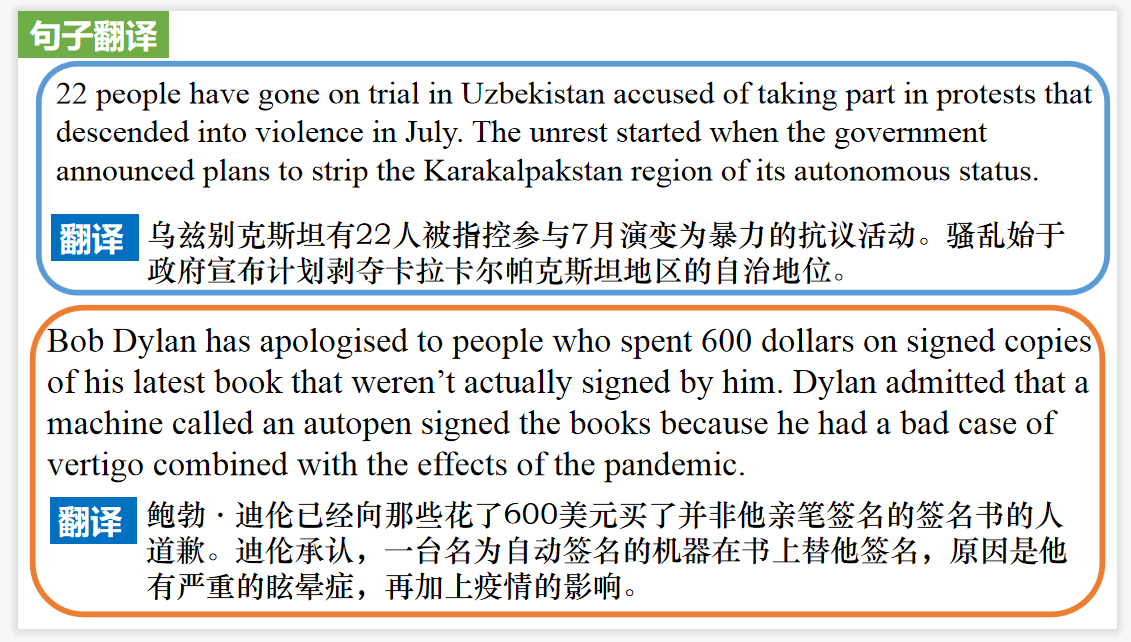 句子翻译
22 people have gone on trial in Uzbekistan accused of taking part in protests that
descended into violence in July. The unrest started when the government
announced plans to strip the Karakalpakstan region of its autonomous status.
翻译
乌兹别克斯坦有22人被指控参与7月演变为暴力的抗议活动。骚乱始于
政府宣布计划剥夺卡拉卡尔帕克斯坦地区的自治地位。
Bob Dylan has apologised to people who spent 600 dollars on signed copies
of his latest book that weren’t actually signed by him. Dylan admitted that a
machine called an autopen signed the books because he had a bad case of
vertigo combined with the effects of the pandemic.
翻译
鲍勃·迪伦已经向那些花了600美元买了并非他亲笔签名的签名书的人
道歉。迪伦承认，一台名为自动签名的机器在书上替他签名，原因是他
有严重的眩晕症，再加上疫情的影响。